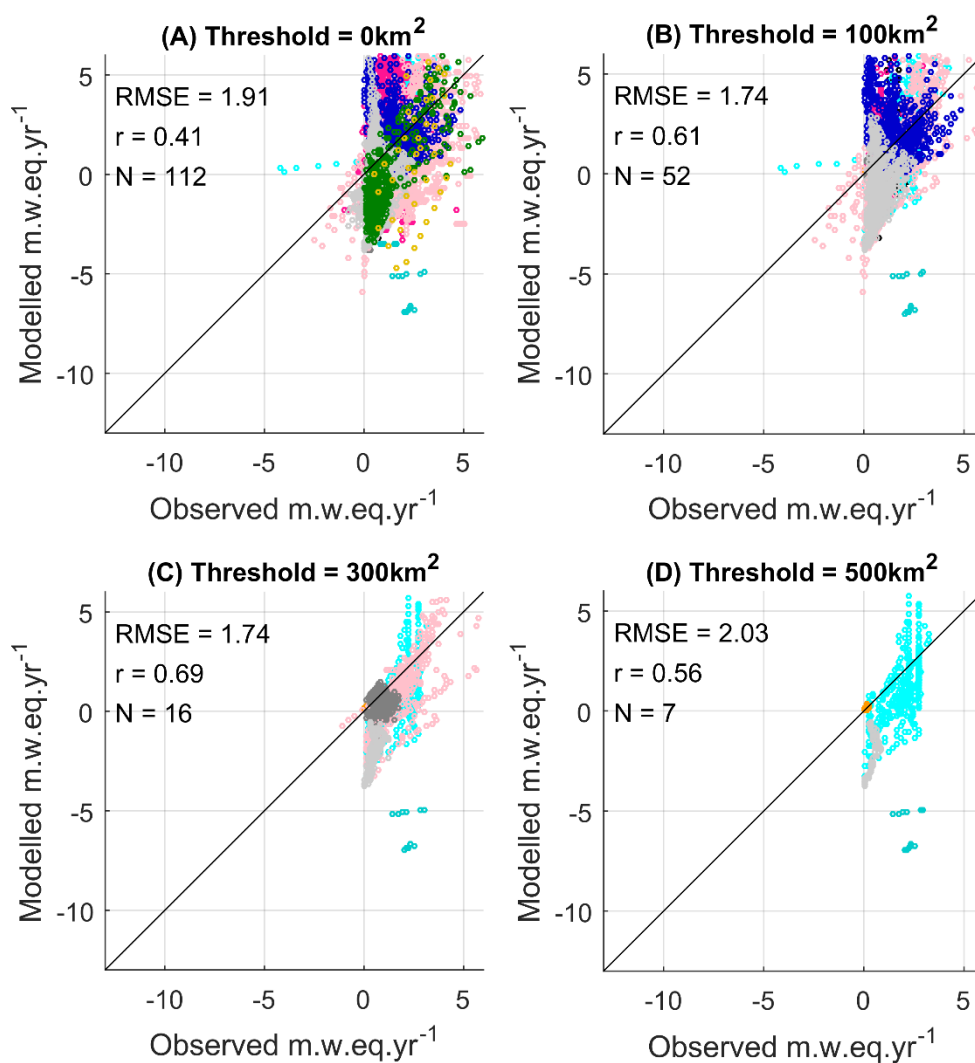 (A) Threshold = 0km²
RMSE = 1.91
r = 0.41
N = 112
5
0
-5
-10
-10 -5 0 5
Modelled m.w.eq.yr⁻¹
Observed m.w.eq.yr⁻¹
(B) Threshold = 100km²
RMSE = 1.74
r = 0.61
N = 52
5
0
-5
-10
-10 -5 0 5
Modelled m.w.eq.yr⁻¹
Observed m.w.eq.yr⁻¹
(C) Threshold = 300km²
RMSE = 1.74
r = 0.69
N = 16
5
0
-5
-10
-10 -5 0 5
Modelled m.w.eq.yr⁻¹
Observed m.w.eq.yr⁻¹
(D) Threshold = 500km²
RMSE = 2.03
r = 0.56
N = 7
5
0
-5
-10
-10 -5 0 5
Modelled m.w.eq.yr⁻¹
Observed m.w.eq.yr⁻¹